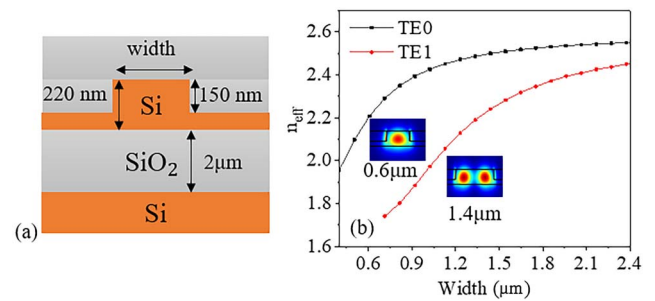 width
220 nm
150 nm
Si
SiO₂
2μm
Si
(a)
2.6
2.4
2.2
2.0
1.8
1.6
n_eff
TE0
TE1
0.6μm
1.4μm
(b)
0.6 0.9 1.2 1.5 1.8 2.1 2.4
Width (μm)